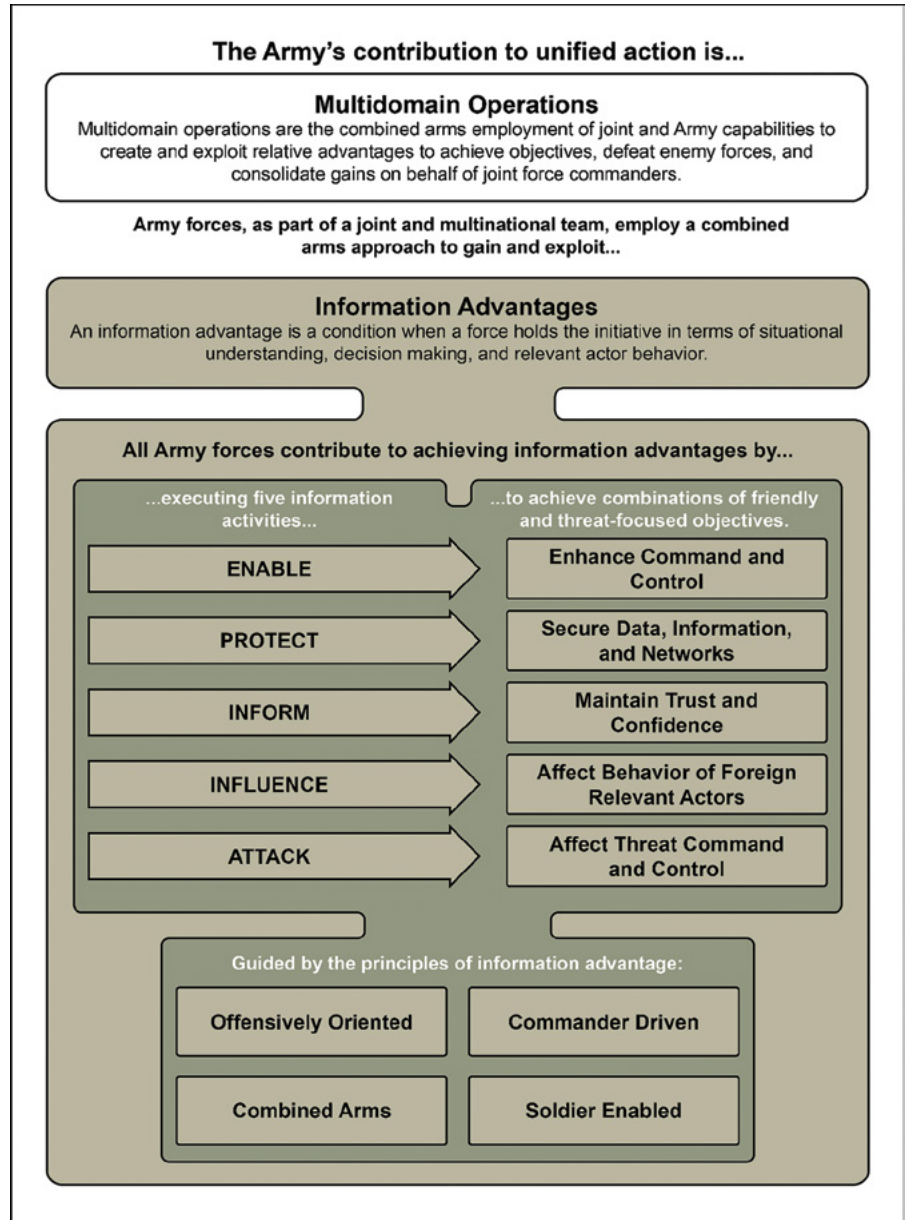 The Army’s contribution to unified action is...
Multidomain Operations
Multidomain operations are the combined arms employment of joint and Army capabilities to
create and exploit relative advantages to achieve objectives, defeat enemy forces, and
consolidate gains on behalf of joint force commanders.
Army forces, as part of a joint and multinational team, employ a combined
arms approach to gain and exploit...
Information Advantages
An information advantage is a condition when a force holds the initiative in terms of situational
understanding, decision making, and relevant actor behavior.
All Army forces contribute to achieving information advantages by...
...executing five information
activities...
...to achieve combinations of friendly
and threat-focused objectives.
ENABLE
Enhance Command and
Control
PROTECT
Secure Data, Information,
and Networks
INFORM
Maintain Trust and
Confidence
INFLUENCE
Affect Behavior of Foreign
Relevant Actors
ATTACK
Affect Threat Command
and Control
Guided by the principles of information advantage:
Offensively Oriented
Commander Driven
Combined Arms
Soldier Enabled